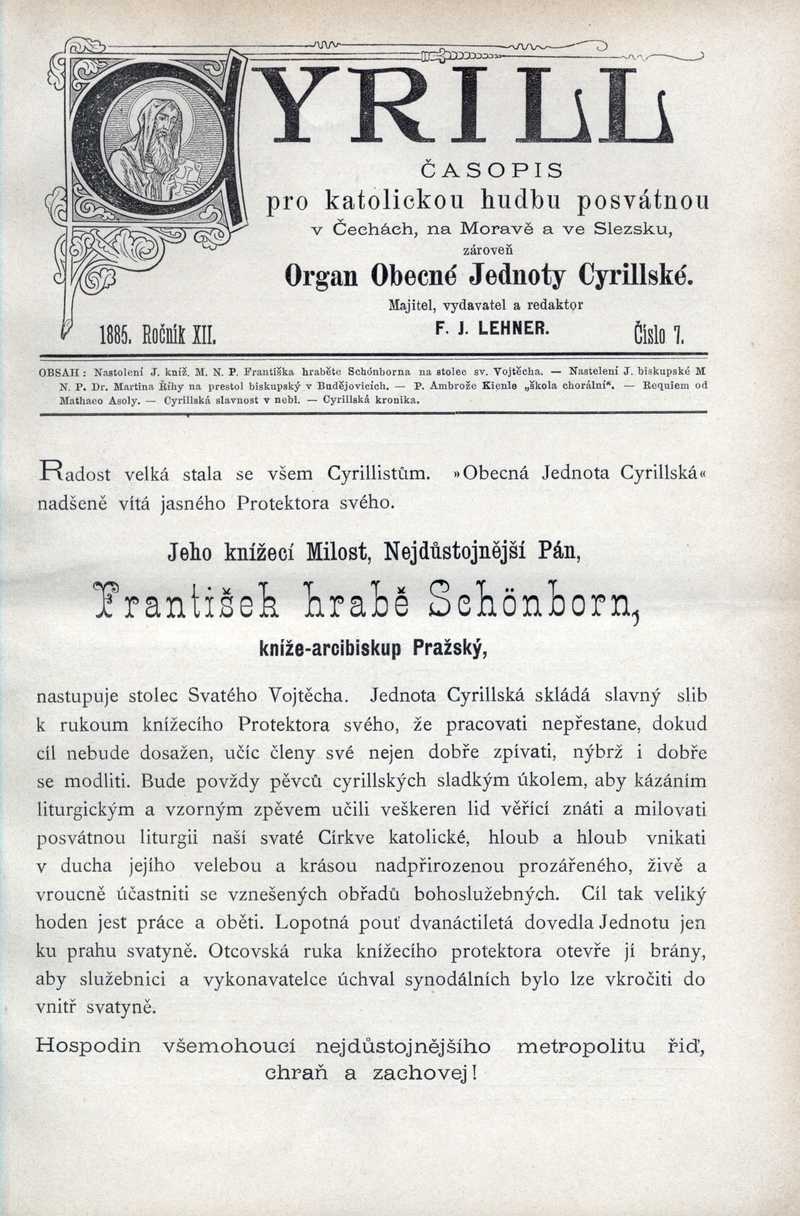 CYRILL
ČASOPIS
pro katolickou hudbu posvátnou
v Čechách, na Moravě a ve Slezsku,
zároveň
Organ Obecné Jednoty Cyrillské.
Majitel, vydavatel a redaktor
1885. Ročník XII. F. J. LEHNER. Číslo 7.
OBSAH: Nastolení J. kníž. M. N. P. Františka hraběte Schönborna na stolec sv. Vojtěcha. — Nastolení J. biskupské M
N. P. Dr. Martina Říhy na prestol biskupský v Budějovicích. — P. Ambrože Kienle „škola chorální“. — Requiem od
Mathaeo Asoly. — Cyrillská slavnost v nebi. — Cyrillská kronika.
Radost velká stala se všem Cyrillistům. »Obecná Jednota Cyrillská«
nadšeně vítá jasného Protektora svého.
Jeho knížecí Milost, Nejdůstojnější Pán,
František hrabě Schönborn,
kníže-arcibiskup Pražský,
nastupuje stolec Svatého Vojtěcha. Jednota Cyrillská skládá slavný slib
k rukoum knížecího Protektora svého, že pracovati nepřestane, dokud
cíl nebude dosažen, učíc členy své nejen dobře zpívati, nýbrž i dobře
se modliti. Bude povždy pěvců cyrillských sladkým úkolem, aby kázáním
liturgickým a vzorným zpěvem učili veškeren lid věřící znáti a milovati
posvátnou liturgii naší svaté Církve katolické, hloub a hloub vnikati
v ducha jejího velebou a krásou nadpřirozenou prozářeného, živě a
vroucně účastniti se vznešených obřadů bohoslužebných. Cíl tak veliký
hoden jest práce a oběti. Lopotná pouť dvanáctiletá dovedla Jednotu jen
ku prahu svatyně. Otcovská ruka knížecího protektora otevře jí brány,
aby služebnici a vykonavatelce úchval synodálních bylo lze vkročiti do
vnitř svatyně.
Hospodin všemohoucí nejdůstojnějšího metropolitu řiď,
chraň a zachovej!